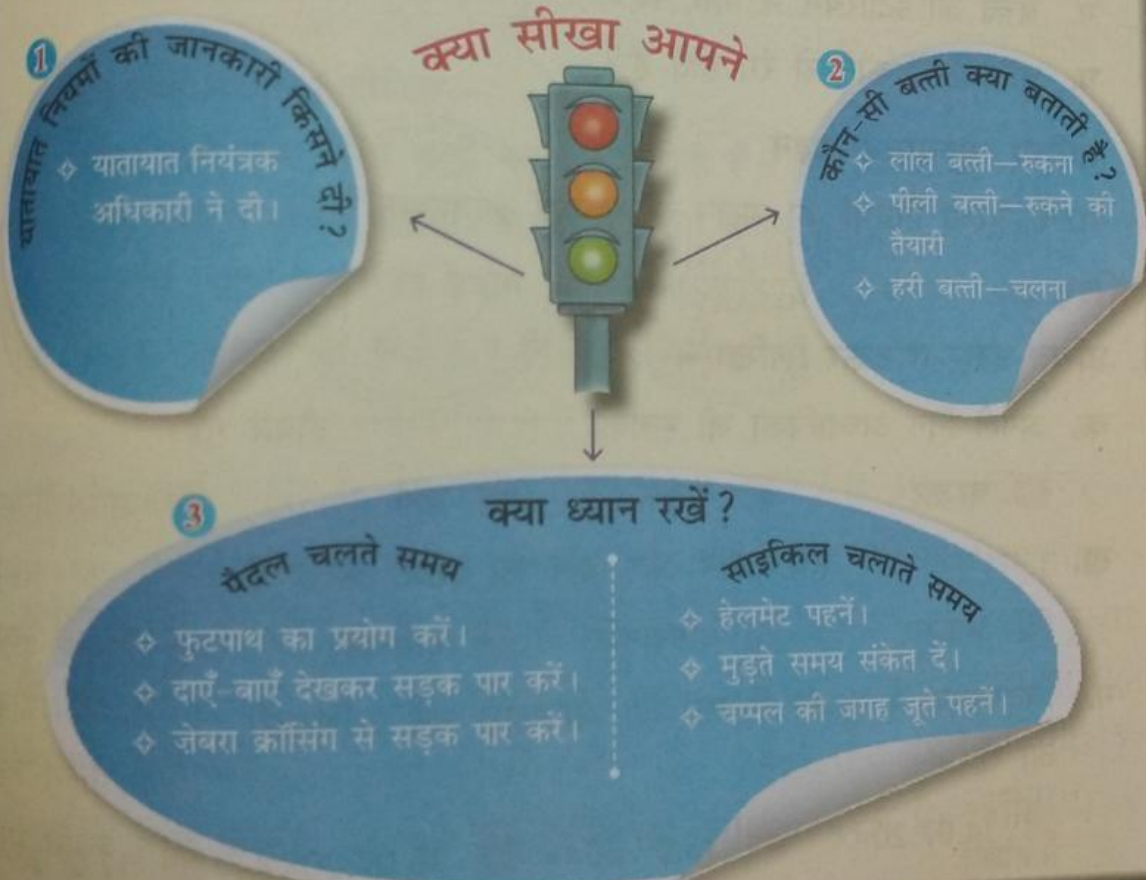 क्या सीखा आपने
1
यातायात नियमों की जानकारी किसने दी?
❖ यातायात नियंत्रक
अधिकारी ने दी।
2
कौन-सी बत्ती क्या बताती है?
❖ लाल बत्ती—रुकना
❖ पीली बत्ती—रुकने की
तैयारी
❖ हरी बत्ती—चलना
3
क्या ध्यान रखें?
पैदल चलते समय
❖ फुटपाथ का प्रयोग करें।
❖ दाएँ-बाएँ देखकर सड़क पार करें।
❖ ज़ेबरा क्रॉसिंग से सड़क पार करें।
साइकिल चलाते समय
❖ हेलमेट पहनें।
❖ मुड़ते समय संकेत दें।
❖ चप्पल की जगह जूते पहनें।